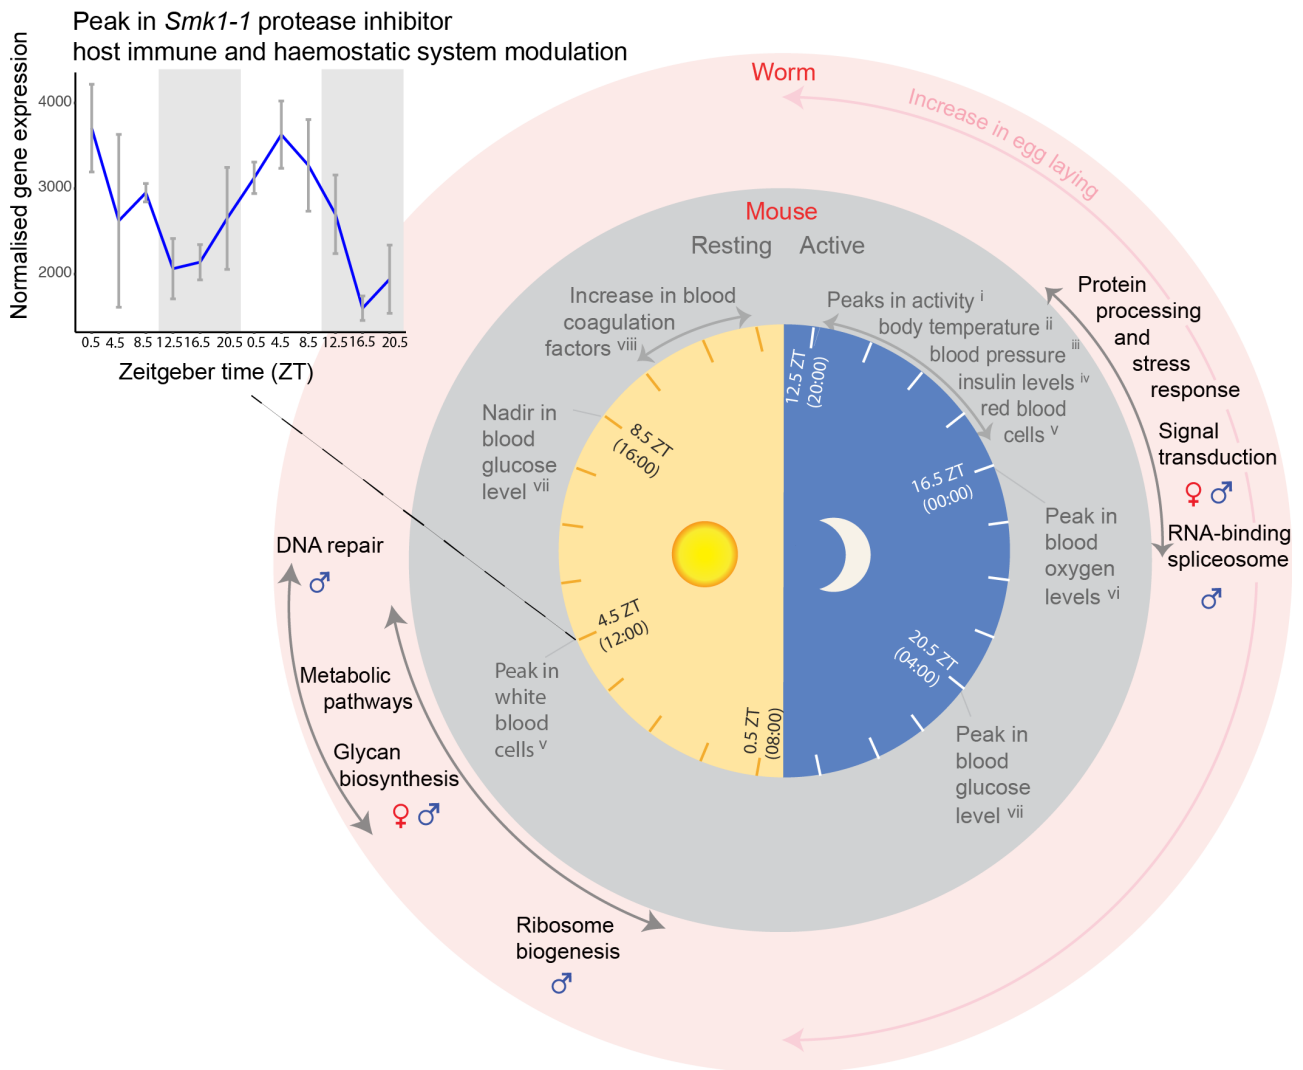 Peak in Smk1-1 protease inhibitor
host immune and haemostatic system modulation
Normalised gene expression
4000
3000
2000
0.5 4.5 8.5 12.5 16.5 20.5 0.5 4.5 8.5 12.5 16.5 20.5
Zeitgeber time (ZT)
Worm
Increase in egg laying
Mouse
Resting Active
Increase in blood
coagulation
factors viii
Peaks in activity i
body temperature ii
blood pressure iii
insulin levels iv
red blood
cells v
Protein
processing
and
stress
response
Signal
transduction
♀ ♂
RNA-binding
spliceosome
♂
Nadir in
blood
glucose
level vii
8.5 ZT
(16:00)
12.5 ZT
(20:00)
16.5 ZT
(00:00)
Peak in
blood
oxygen
levels vi
DNA repair
♂
4.5 ZT
(12:00)
20.5 ZT
(04:00)
Metabolic
pathways
Peak in
white
blood
cells v
0.5 ZT
(08:00)
Peak in
blood
glucose
level vii
Glycan
biosynthesis
♀ ♂
Ribosome
biogenesis
♂